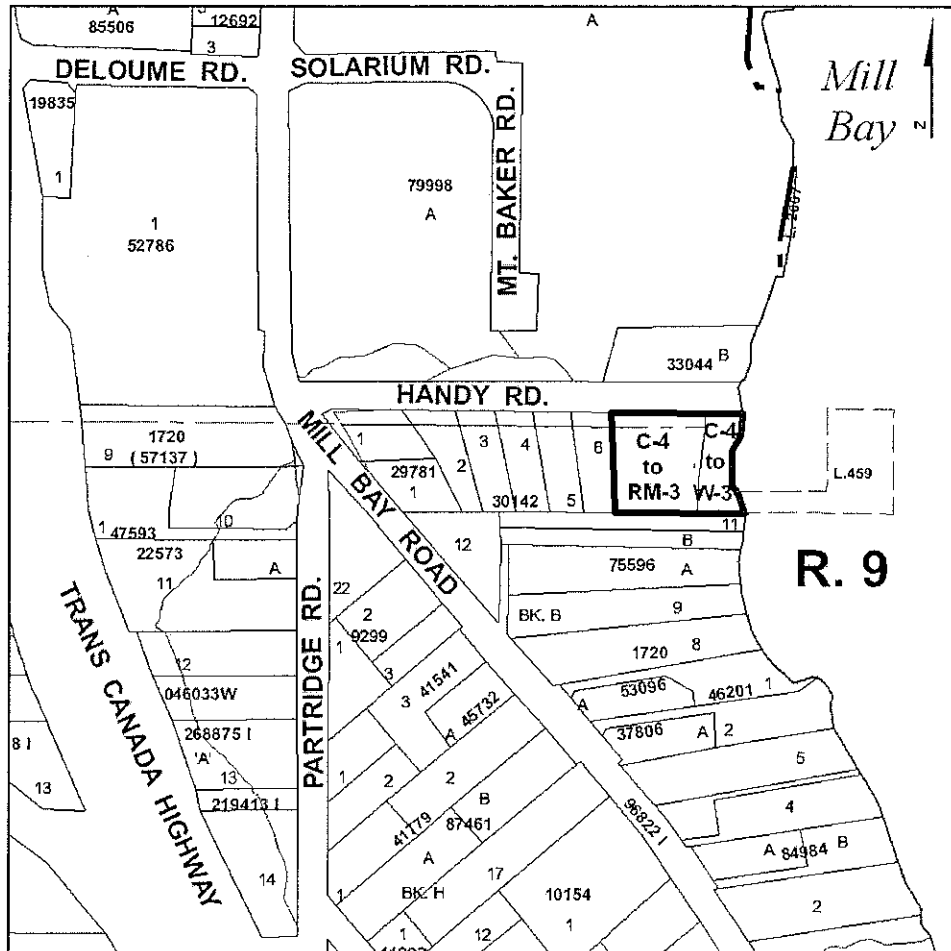 A
85506
12692
3
A
DELOUME RD.
SOLARIUM RD.
Mill
Bay
N
19835
1
MT. BAKER RD.
79998
A
1
52786
33044 B
HANDY RD.
1720
9 (57137)
1
29781
1
2
3
4
30142
5
6
C-4
to
RM-3
C-4
to
W-3
L.459
MILL BAY ROAD
11
B
10
1 47593
22573
A
11
12
75596 A
R. 9
22
2
9299
1
BK. B
9
1720 8
TRANS CANADA HIGHWAY
PARTRIDGE RD.
12
046033W
3
3
41541
45732
A
53096
46201 1
A
37806 A 2
268875 I
'A'
13
219413 I
8 I
13
1
2
2
B
87461
41779
A
5
4
96822 I
A 84984 B
14
1
BK. H
17
10154
1
2
1
12